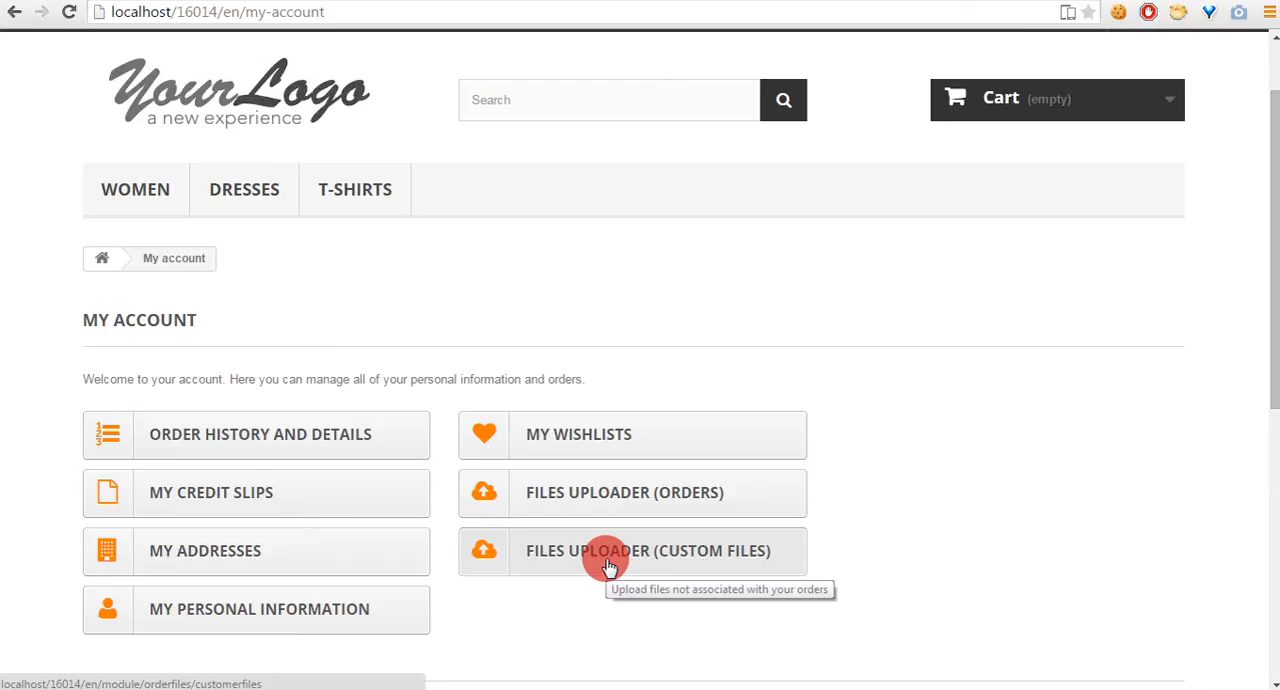 localhost/16014/en/my-account
YourLogo
a new experience
Search
Cart (empty)
WOMEN
DRESSES
T-SHIRTS
My account
MY ACCOUNT
Welcome to your account. Here you can manage all of your personal information and orders.
ORDER HISTORY AND DETAILS
MY WISHLISTS
MY CREDIT SLIPS
FILES UPLOADER (ORDERS)
MY ADDRESSES
FILES UPLOADER (CUSTOM FILES)
Upload files not associated with your orders
MY PERSONAL INFORMATION
localhost/16014/en/module/orderfiles/customerfiles